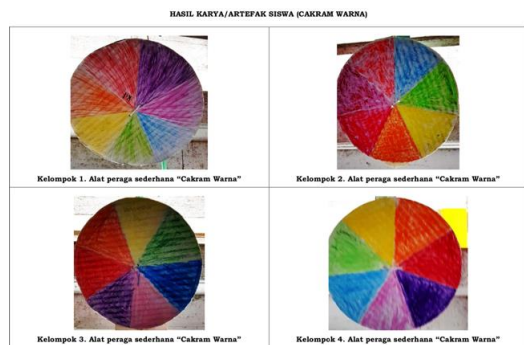 HASIL KARYA/ARTEFAK SISWA (CAKRAM WARNA)
Kelompok 1. Alat peraga sederhana “Cakram Warna”
Kelompok 2. Alat peraga sederhana “Cakram Warna”
Kelompok 3. Alat peraga sederhana “Cakram Warna”
Kelompok 4. Alat peraga sederhana “Cakram Warna”